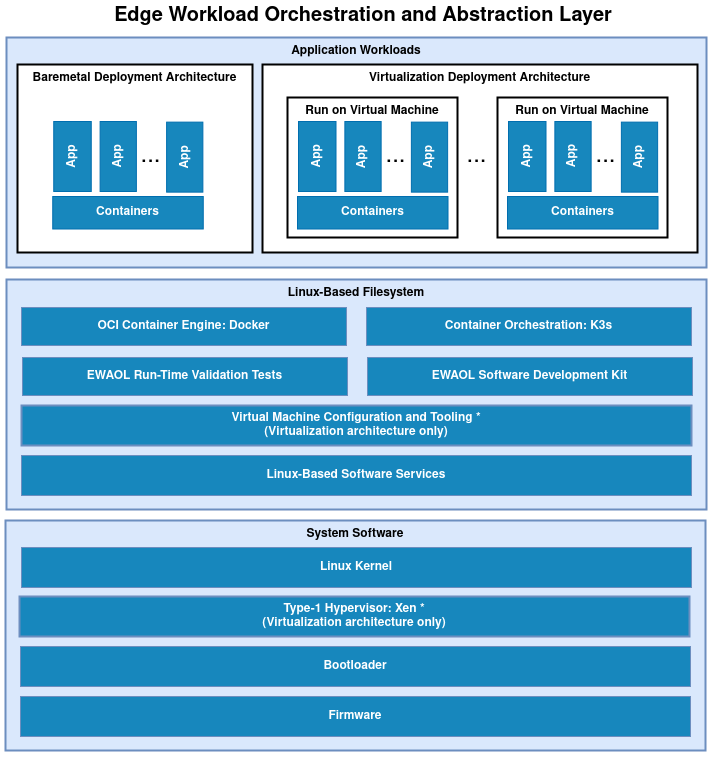 Edge Workload Orchestration and Abstraction Layer
Application Workloads
Baremetal Deployment Architecture
App
App
...
App
Containers
Virtualization Deployment Architecture
Run on Virtual Machine
App
App
...
App
Containers
...
Run on Virtual Machine
App
App
...
App
Containers
Linux-Based Filesystem
OCI Container Engine: Docker
Container Orchestration: K3s
EWAOL Run-Time Validation Tests
EWAOL Software Development Kit
Virtual Machine Configuration and Tooling *
(Virtualization architecture only)
Linux-Based Software Services
System Software
Linux Kernel
Type-1 Hypervisor: Xen *
(Virtualization architecture only)
Bootloader
Firmware